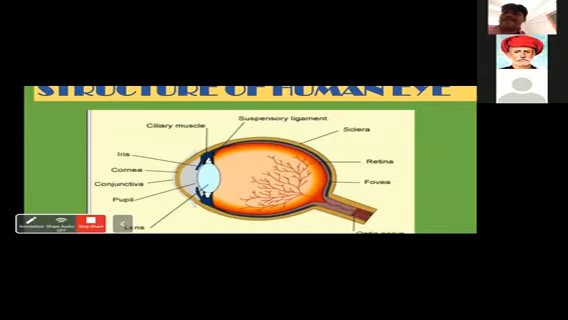 STRUCTURE OF HUMAN EYE
Suspensory ligament
Ciliary muscle
Sclera
Iris
Retina
Cornea
Fovea
Conjunctiva
Pupil
Annotation
Share Audio: OFF
Stop Share